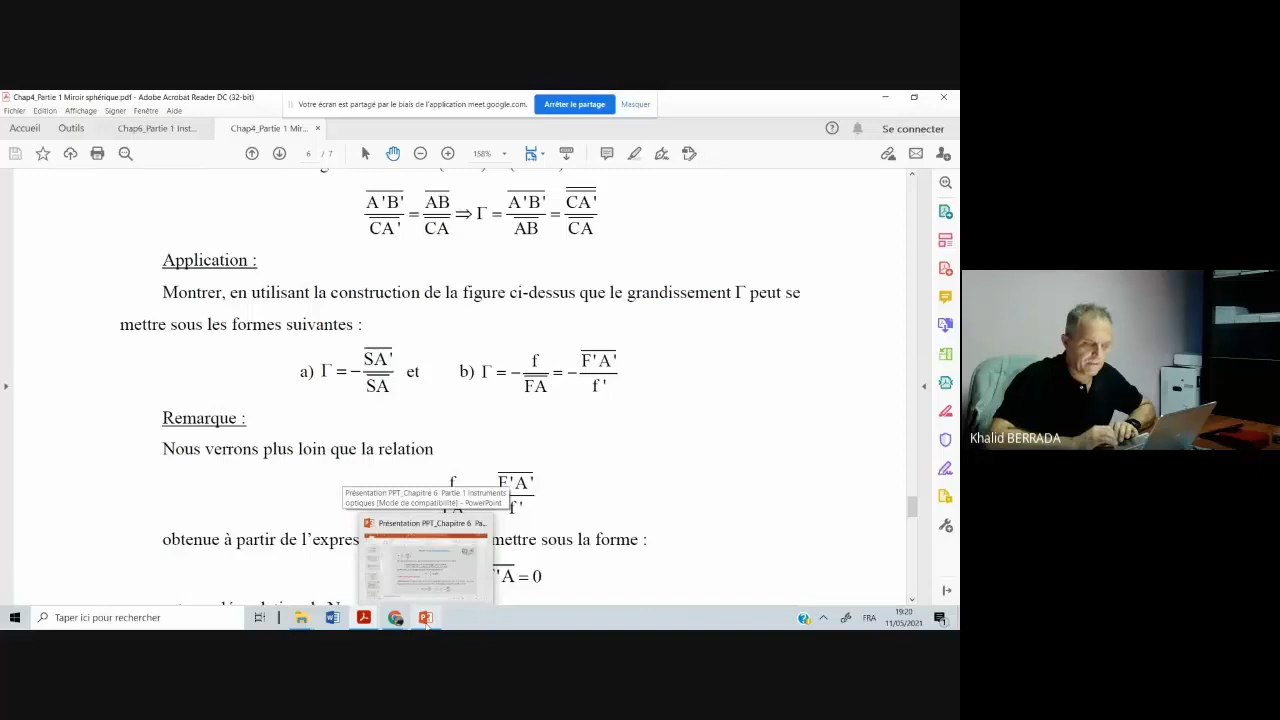 Chap4_Partie 1 Miroir sphérique.pdf - Adobe Acrobat Reader DC (32-bit)
Votre écran est partagé par le biais de l'application meet.google.com.
Arrêter le partage
Masquer
Fichier Edition Affichage Signer Fenêtre Aide
Accueil Outils Chap6_Partie 1 Inst... Chap4_Partie 1 Mir... ×
Se connecter
6 / 7
158%
A'B' / CA' = AB / CA ⇒ Γ = A'B' / AB = CA' / CA
Application :
Montrer, en utilisant la construction de la figure ci-dessus que le grandissement Γ peut se
mettre sous les formes suivantes :
a) Γ = − SA' / SA et b) Γ = − f / FA = − F'A' / f'
Remarque :
Nous verrons plus loin que la relation
f F'A'
f'
Présentation PPT_Chapitre 6 Partie 1 Instruments
optiques [Mode de compatibilité] - PowerPoint
Présentation PPT_Chapitre 6 Pa...
obtenue à partir de mettre sous la forme :
'A = 0
Taper ici pour rechercher
FRA
19:20
11/05/2021
Khalid BERRADA